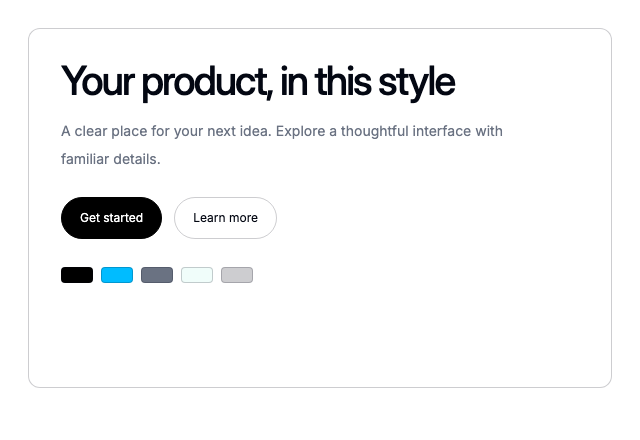 Your product, in this style
A clear place for your next idea. Explore a thoughtful interface with
familiar details.
Get started
Learn more